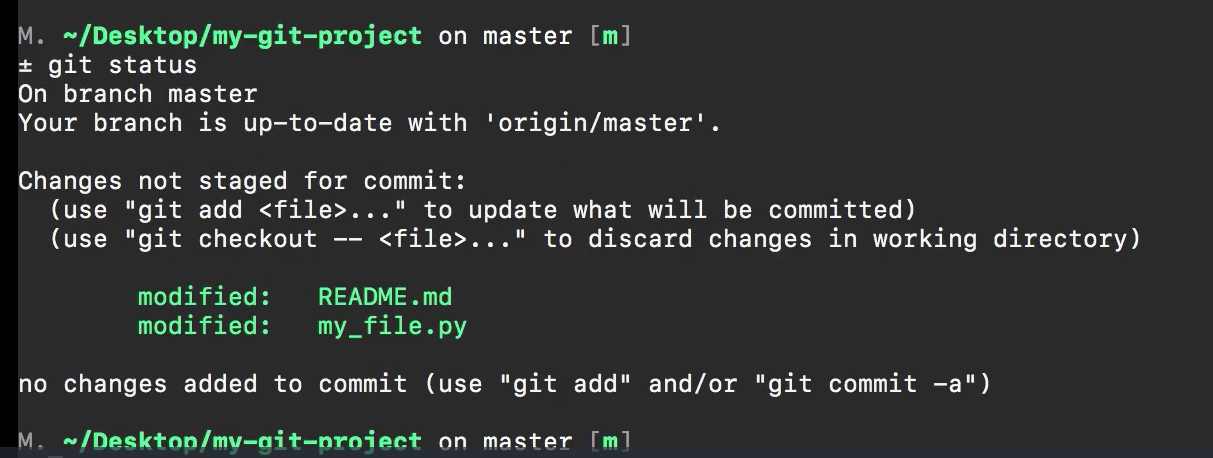 M. ~/Desktop/my-git-project on master [m]
± git status
On branch master
Your branch is up-to-date with 'origin/master'.
Changes not staged for commit:
(use "git add <file>..." to update what will be committed)
(use "git checkout -- <file>..." to discard changes in working directory)
modified: README.md
modified: my_file.py
no changes added to commit (use "git add" and/or "git commit -a")
M. ~/Desktop/my-git-project on master [m]